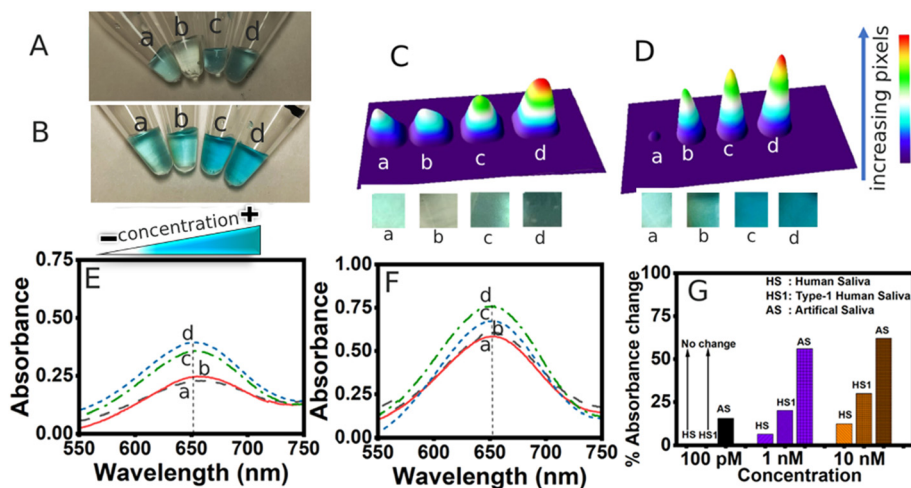 A
a
b
c
d
B
a
b
c
d
− concentration +
C
a
b
c
d
a
b
c
d
D
a
b
c
d
a
b
c
d
increasing pixels
E
Absorbance
0.75
0.50
0.25
0.00
d
c
b
a
550 600 650 700 750
Wavelength (nm)
F
Absorbance
1.00
0.75
0.50
0.25
0.00
d
c
b
a
550 600 650 700 750
Wavelength (nm)
G
% Absorbance change
100
75
50
25
0
HS : Human Saliva
HS1: Type-1 Human Saliva
AS : Artifical Saliva
No change
HS HS1 AS
HS HS1 AS
HS HS1 AS
100 pM 1 nM 10 nM
Concentration